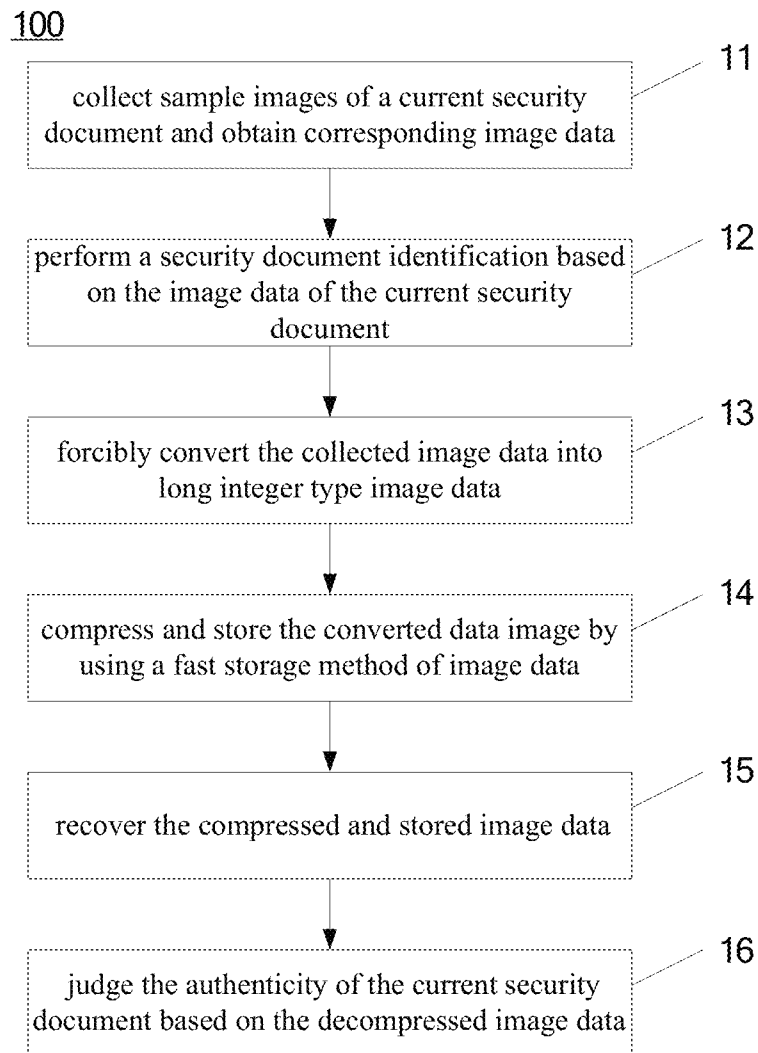 100
11
collect sample images of a current security
document and obtain corresponding image data
12
perform a security document identification based
on the image data of the current security
document
13
forcibly convert the collected image data into
long integer type image data
14
compress and store the converted data image by
using a fast storage method of image data
15
recover the compressed and stored image data
16
judge the authenticity of the current security
document based on the decompressed image data